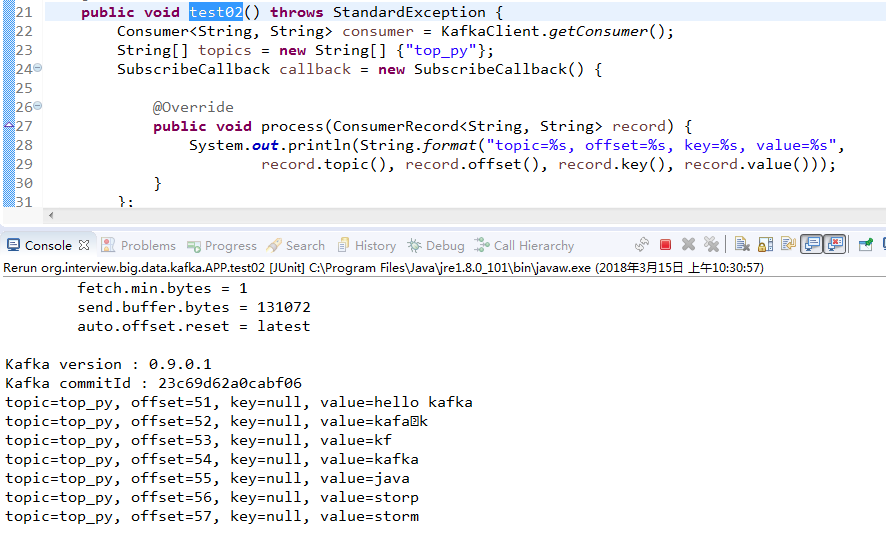 21 public void test02() throws StandardException {
22 Consumer<String, String> consumer = KafkaClient.getConsumer();
23 String[] topics = new String[] {"top_py"};
24 SubscribeCallback callback = new SubscribeCallback() {
25
26 @Override
27 public void process(ConsumerRecord<String, String> record) {
28 System.out.println(String.format("topic=%s, offset=%s, key=%s, value=%s",
29 record.topic(), record.offset(), record.key(), record.value()));
30 }
31 };
Console Problems Progress Search History Debug Call Hierarchy
Rerun org.interview.big.data.kafka.APP.test02 [JUnit] C:\Program Files\Java\jre1.8.0_101\bin\javaw.exe (2018年3月15日 上午10:30:57)
fetch.min.bytes = 1
send.buffer.bytes = 131072
auto.offset.reset = latest
Kafka version : 0.9.0.1
Kafka commitId : 23c69d62a0cabf06
topic=top_py, offset=51, key=null, value=hello kafka
topic=top_py, offset=52, key=null, value=kafa⍰k
topic=top_py, offset=53, key=null, value=kf
topic=top_py, offset=54, key=null, value=kafka
topic=top_py, offset=55, key=null, value=java
topic=top_py, offset=56, key=null, value=storp
topic=top_py, offset=57, key=null, value=storm